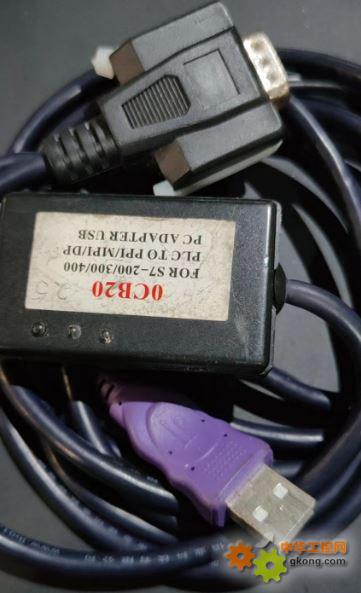 0CB20
FOR S7-200/300/400
PLC TO PPI/MPI/DP
PC ADAPTER USB
中华工控网
gkong.com